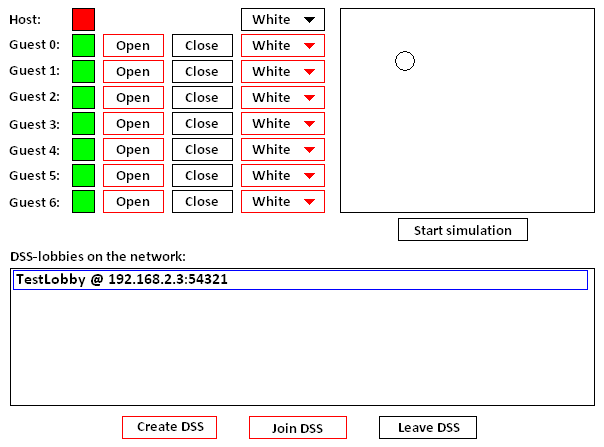 Host: White
Guest 0: Open Close White
Guest 1: Open Close White
Guest 2: Open Close White
Guest 3: Open Close White
Guest 4: Open Close White
Guest 5: Open Close White
Guest 6: Open Close White
Start simulation
DSS-lobbies on the network:
TestLobby @ 192.168.2.3:54321
Create DSS Join DSS Leave DSS